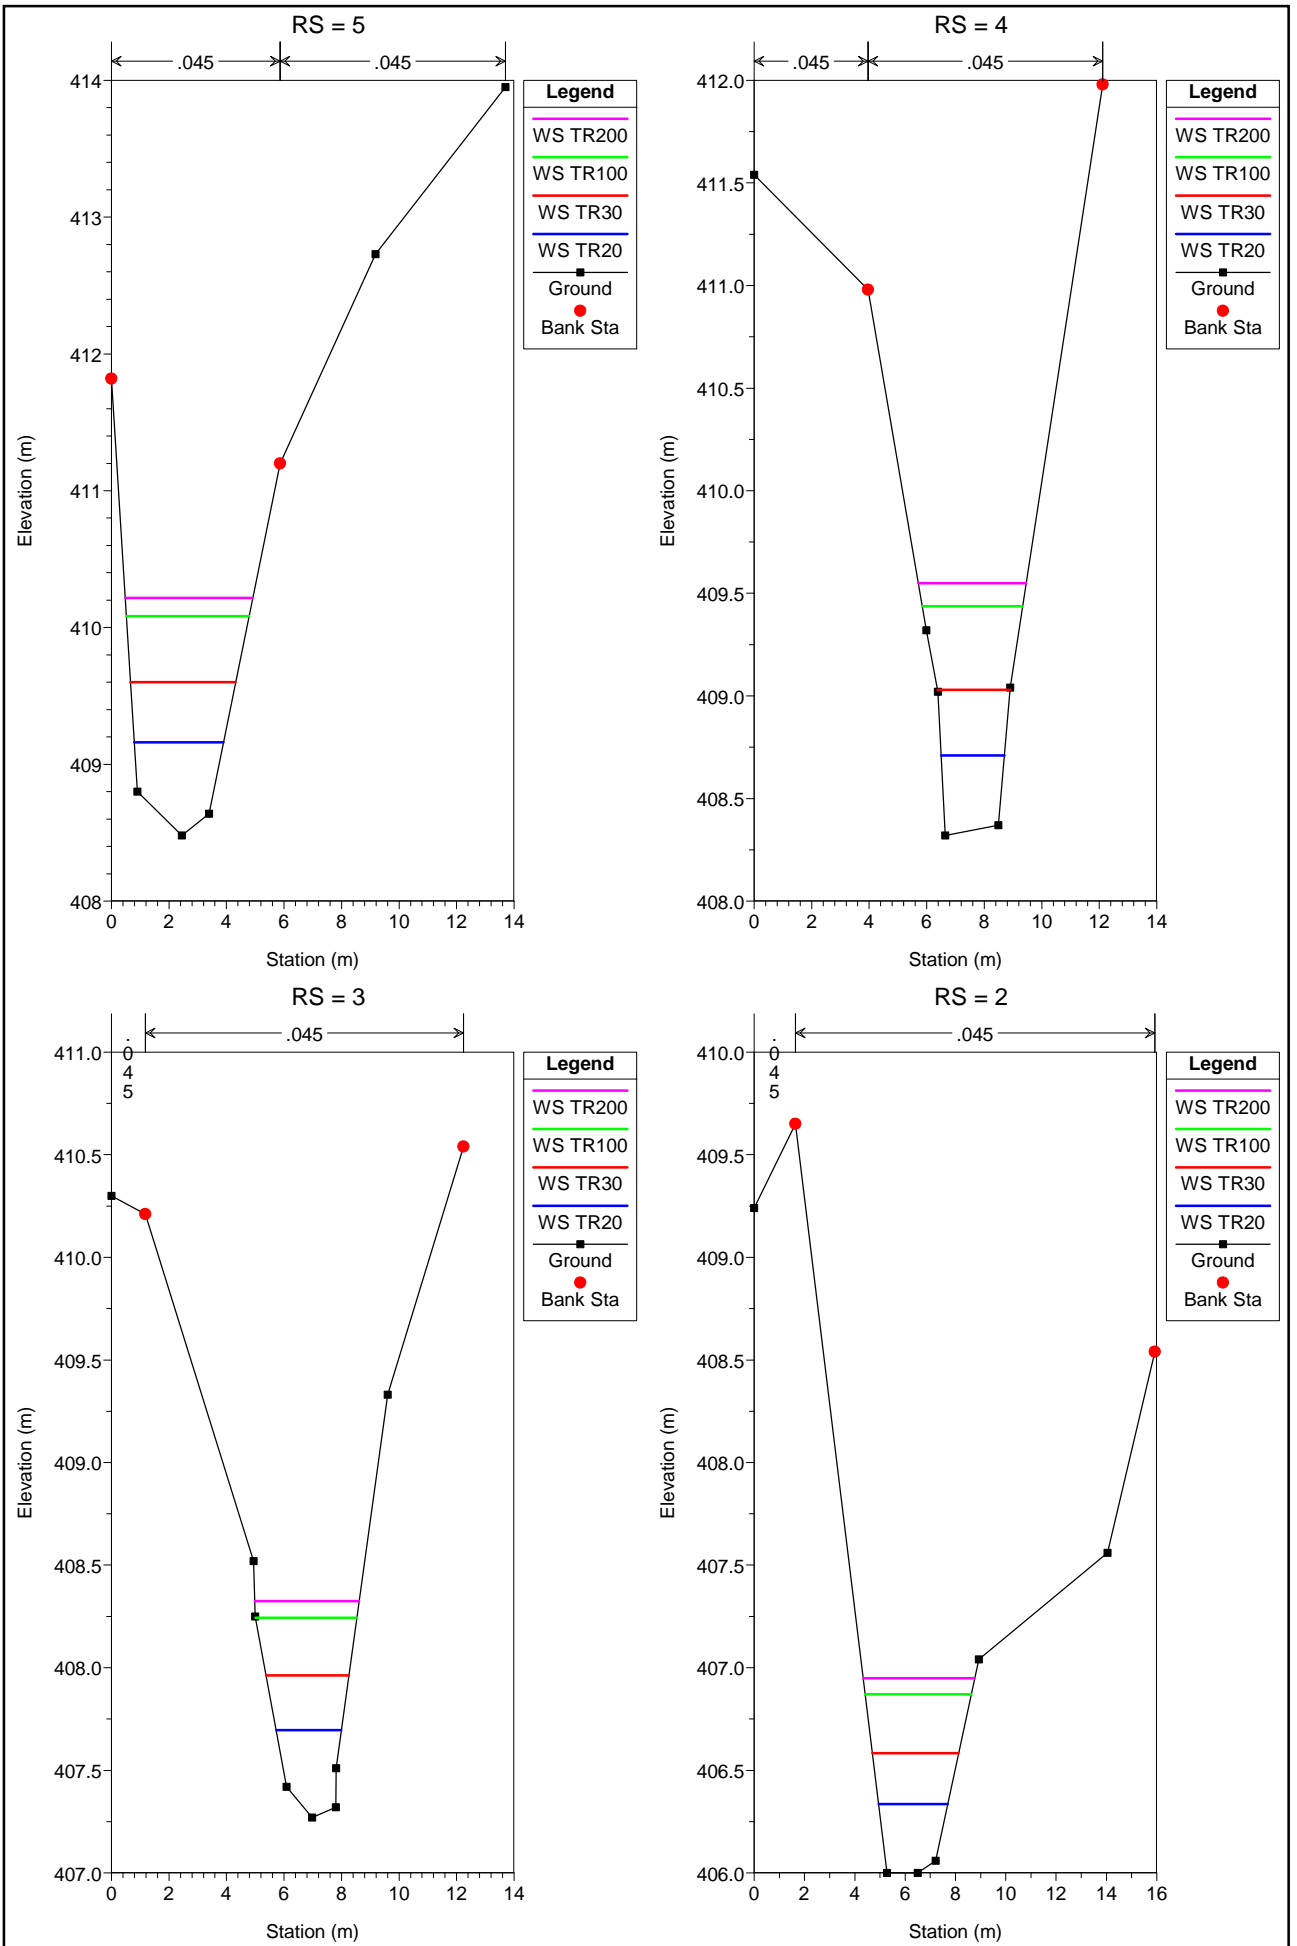 RS = 5
.045 .045
414
413
412
411
410
409
408
Elevation (m)
0 2 4 6 8 10 12 14
Station (m)
Legend
WS TR200
WS TR100
WS TR30
WS TR20
Ground
Bank Sta
RS = 4
.045 .045
412.0
411.5
411.0
410.5
410.0
409.5
409.0
408.5
408.0
Elevation (m)
0 2 4 6 8 10 12 14
Station (m)
Legend
WS TR200
WS TR100
WS TR30
WS TR20
Ground
Bank Sta
RS = 3
.045 .045
411.0
410.5
410.0
409.5
409.0
408.5
408.0
407.5
407.0
Elevation (m)
0 2 4 6 8 10 12 14
Station (m)
Legend
WS TR200
WS TR100
WS TR30
WS TR20
Ground
Bank Sta
RS = 2
.045 .045
410.0
409.5
409.0
408.5
408.0
407.5
407.0
406.5
406.0
Elevation (m)
0 2 4 6 8 10 12 14 16
Station (m)
Legend
WS TR200
WS TR100
WS TR30
WS TR20
Ground
Bank Sta